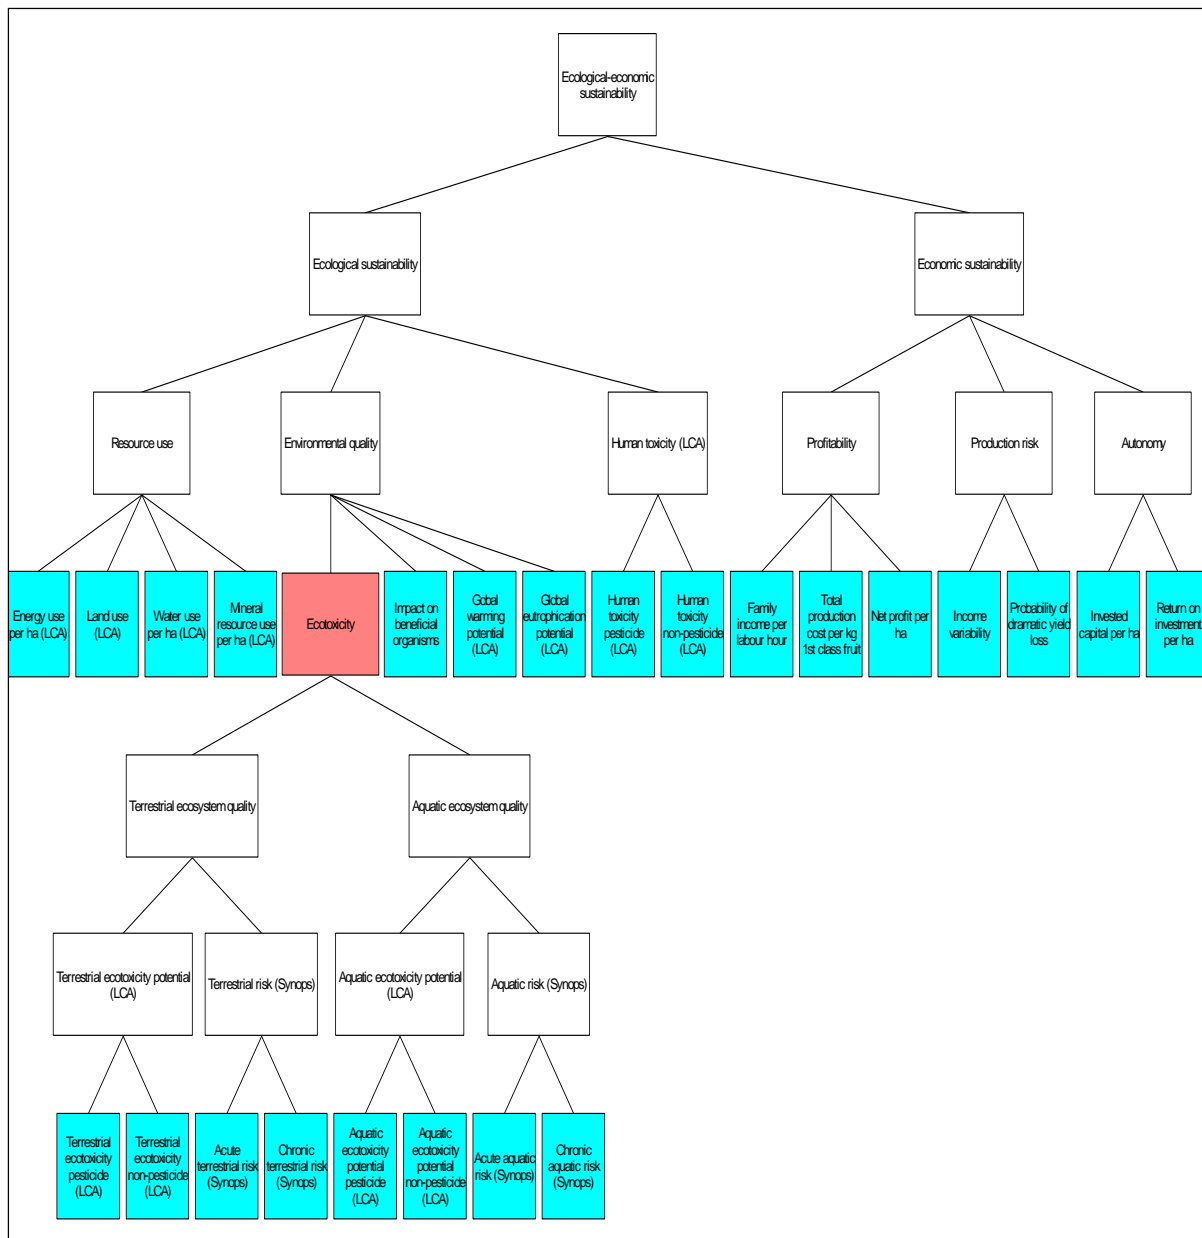 Ecological-economic
sustainability
Ecological sustainability
Economic sustainability
Resource use
Environmental quality
Human toxicity (LCA)
Profitability
Production risk
Autonomy
Energy use
per ha (LCA)
Land use
(LCA)
Water use
per ha (LCA)
Mineral
resource use
per ha (LCA)
Ecotoxicity
Impact on
beneficial
organisms
Gobal
warming
potential
(LCA)
Global
eutrophication
potential
(LCA)
Human
toxicity
pesticide
(LCA)
Human
toxicity
non-pesticide
(LCA)
Family
income per
labour hour
Total
production
cost per kg
1st class fruit
Net profit per
ha
Income
variability
Probability of
dramatic yield
loss
Invested
capital per ha
Return on
investment
per ha
Terrestrial ecosystem quality
Aquatic ecosystem quality
Terrestrial ecotoxicity potential
(LCA)
Terrestrial risk (Synops)
Aquatic ecotoxicity potential
(LCA)
Aquatic risk (Synops)
Terrestrial
ecotoxicity
pesticide
(LCA)
Terrestrial
ecotoxicity
non-pesticide
(LCA)
Acute
terrestrial risk
(Synops)
Chronic
terrestrial risk
(Synops)
Aquatic
ecotoxicity
potential
pesticide
(LCA)
Aquatic
ecotoxicity
potential
non-pesticide
(LCA)
Acute aquatic
risk (Synops)
Chronic
aquatic risk
(Synops)